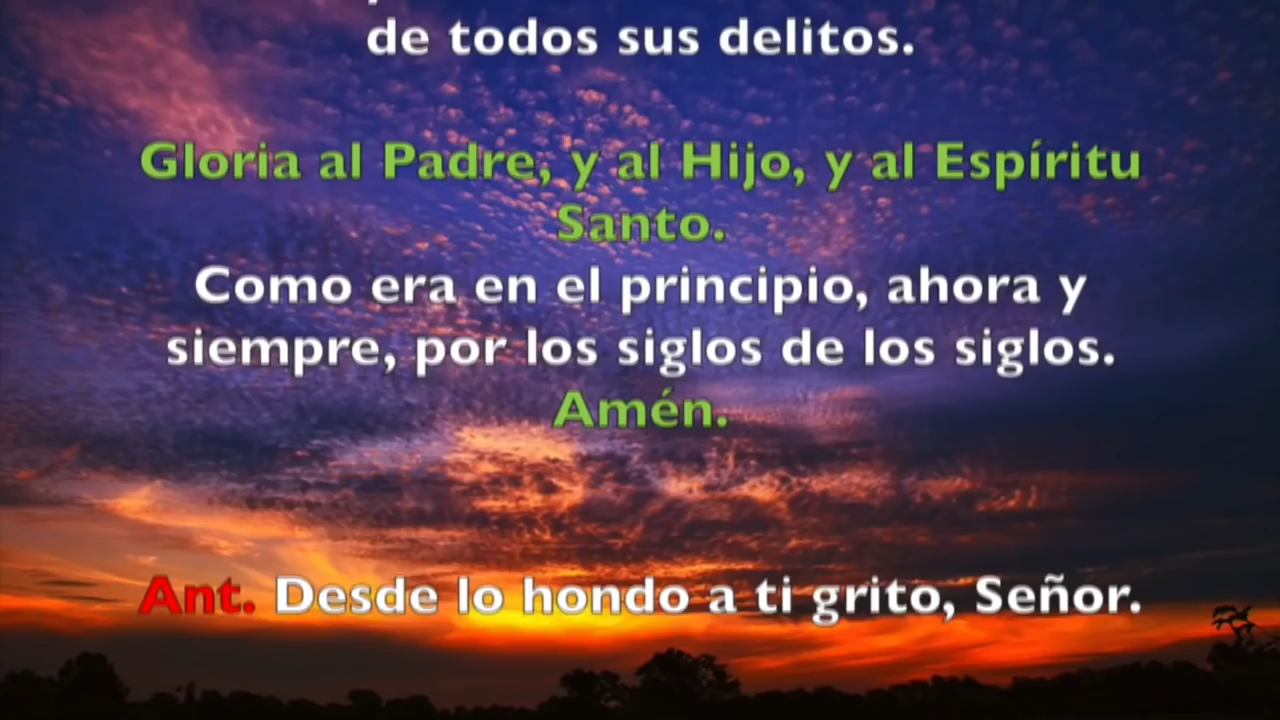 de todos sus delitos.
Gloria al Padre, y al Hijo, y al Espíritu
Santo.
Como era en el principio, ahora y
siempre, por los siglos de los siglos.
Amén.
Ant. Desde lo hondo a ti grito, Señor.